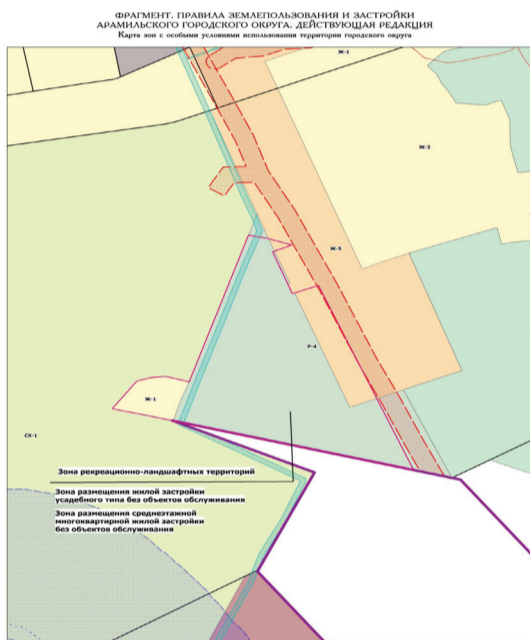 ФРАГМЕНТ. ПРАВИЛА ЗЕМЛЕПОЛЬЗОВАНИЯ И ЗАСТРОЙКИ
АРАМИЛЬСКОГО ГОРОДСКОГО ОКРУГА. ДЕЙСТВУЮЩАЯ РЕДАКЦИЯ
Карта зон с особыми условиями использования территории городского округа
Ж-1
Ж-2
Ж-3
Р-4
Ж-1
СХ-1
Зона рекреационно-ландшафтных территорий
Зона размещения жилой застройки
усадебного типа без объектов обслуживания
Зона размещения среднеэтажной
многоквартирной жилой застройки
без объектов обслуживания